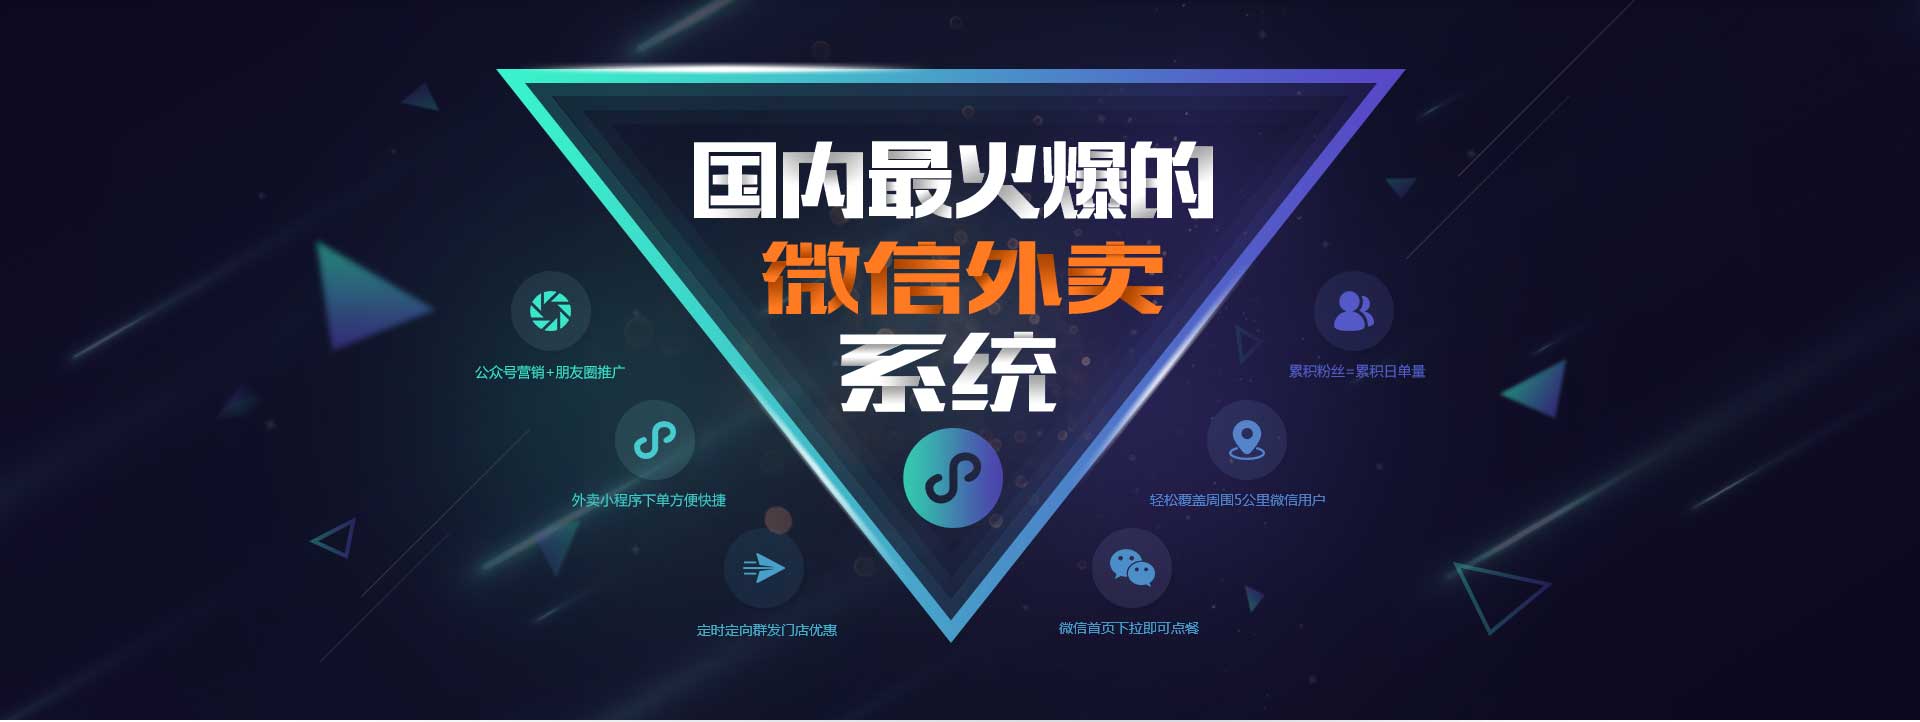 国内最火爆的
微信外卖
系统
公众号营销+朋友圈推广
累积粉丝=累积日单量
外卖小程序下单方便快捷
轻松覆盖周围5公里微信用户
定时定向群发门店优惠
微信首页下拉即可点餐